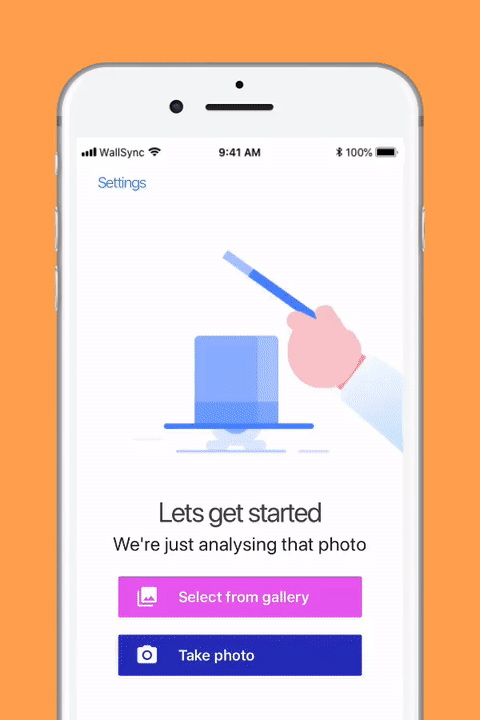 WallSync 9:41 AM 100%
Settings
Lets get started
We're just analysing that photo
Select from gallery
Take photo